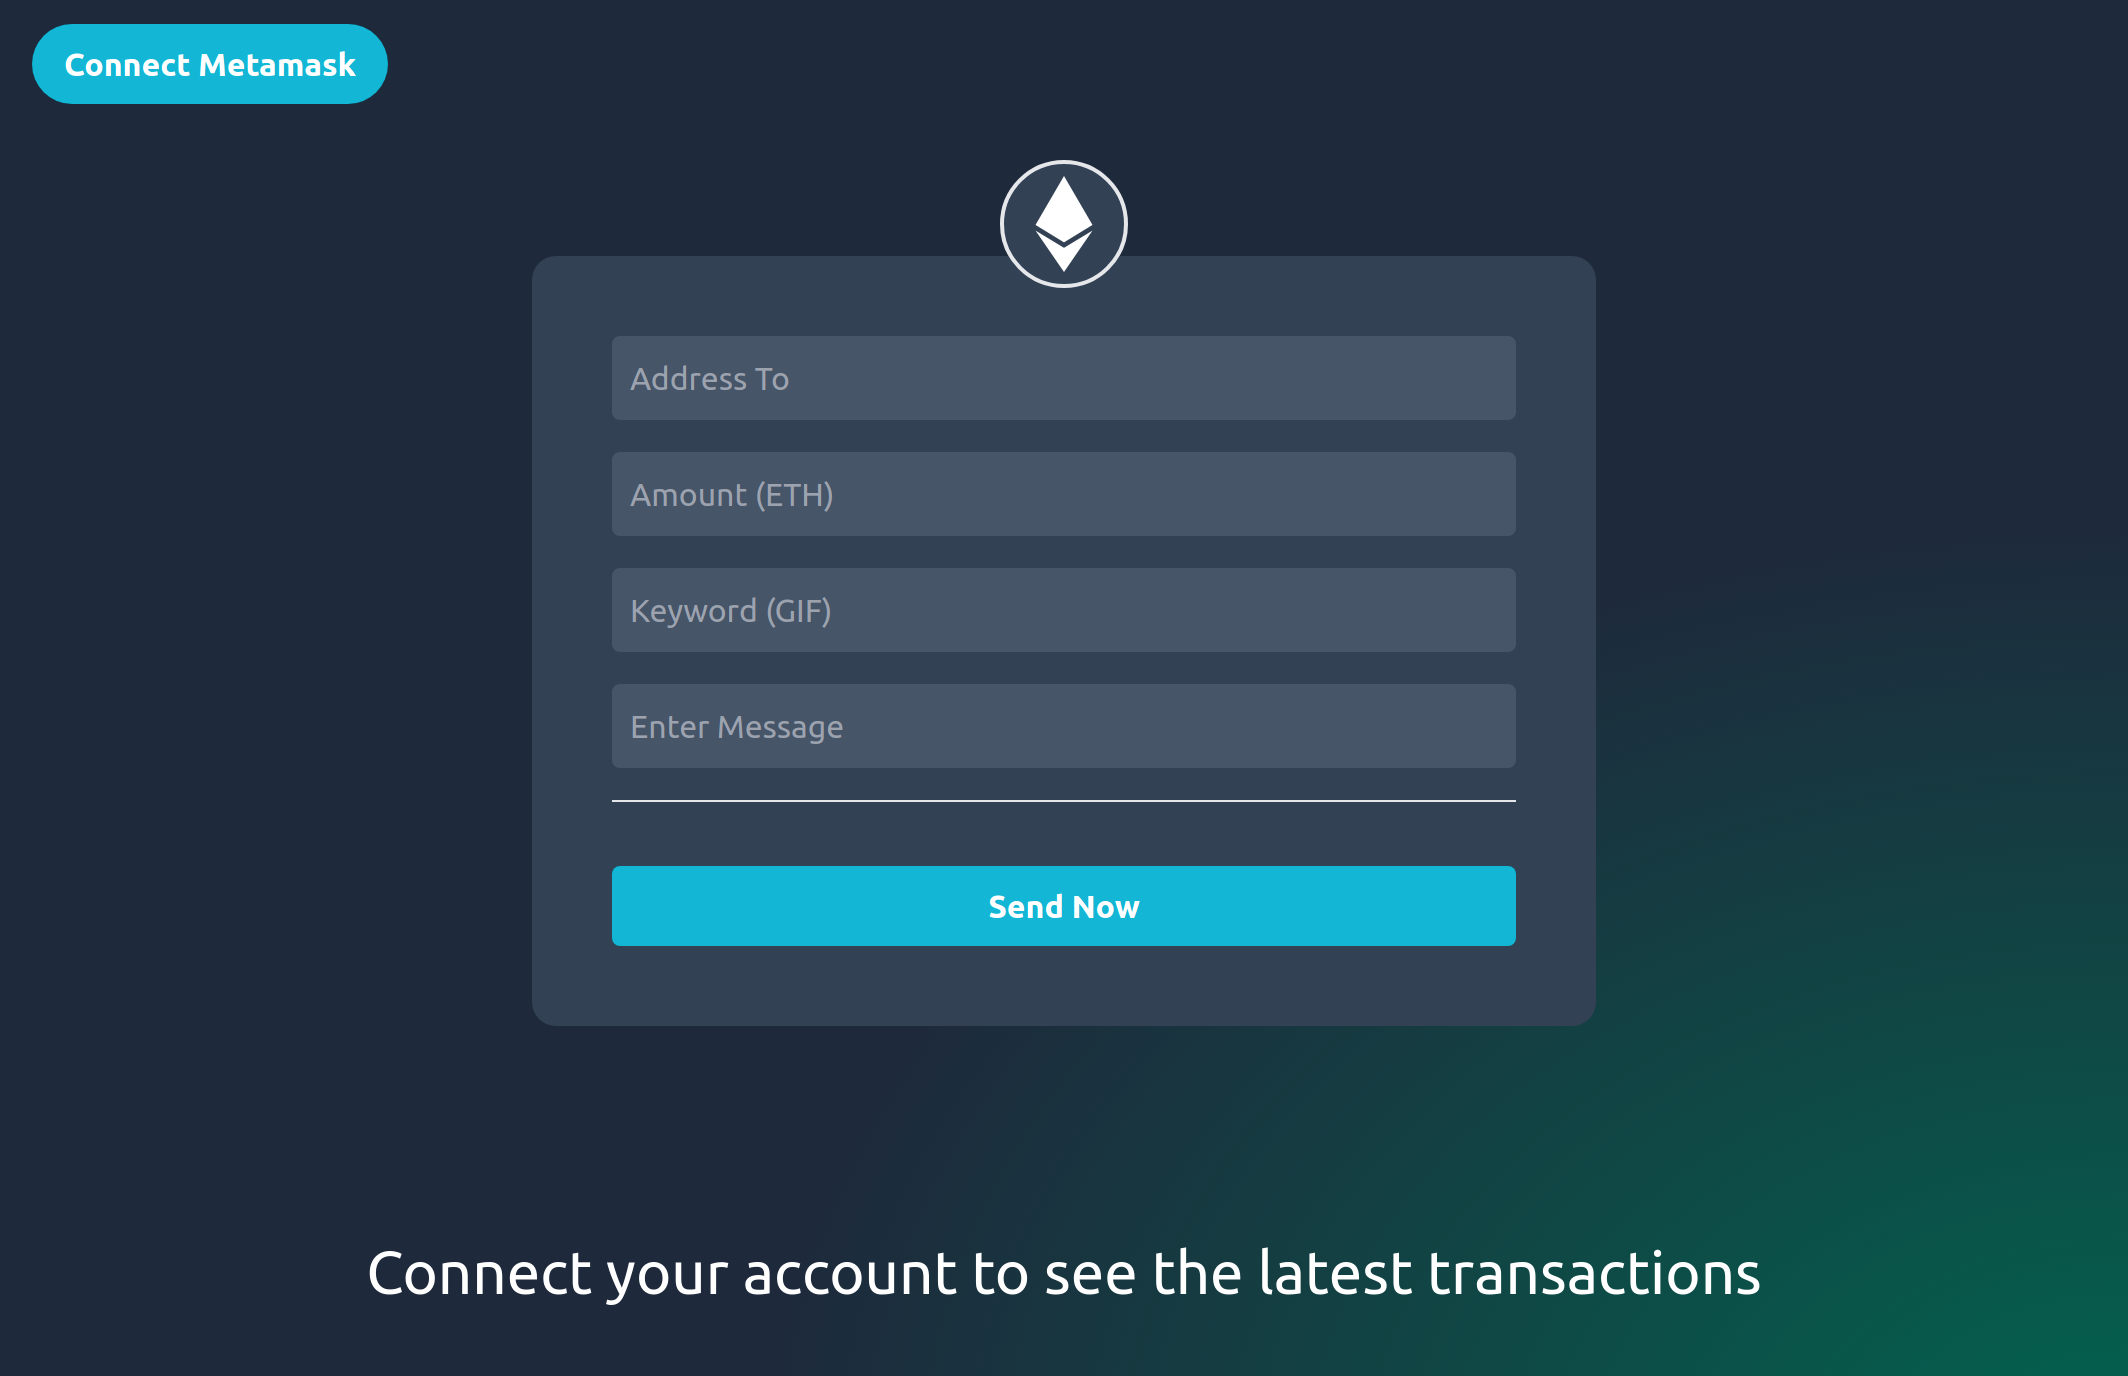 Connect Metamask
Address To
Amount (ETH)
Keyword (GIF)
Enter Message
Send Now
Connect your account to see the latest transactions